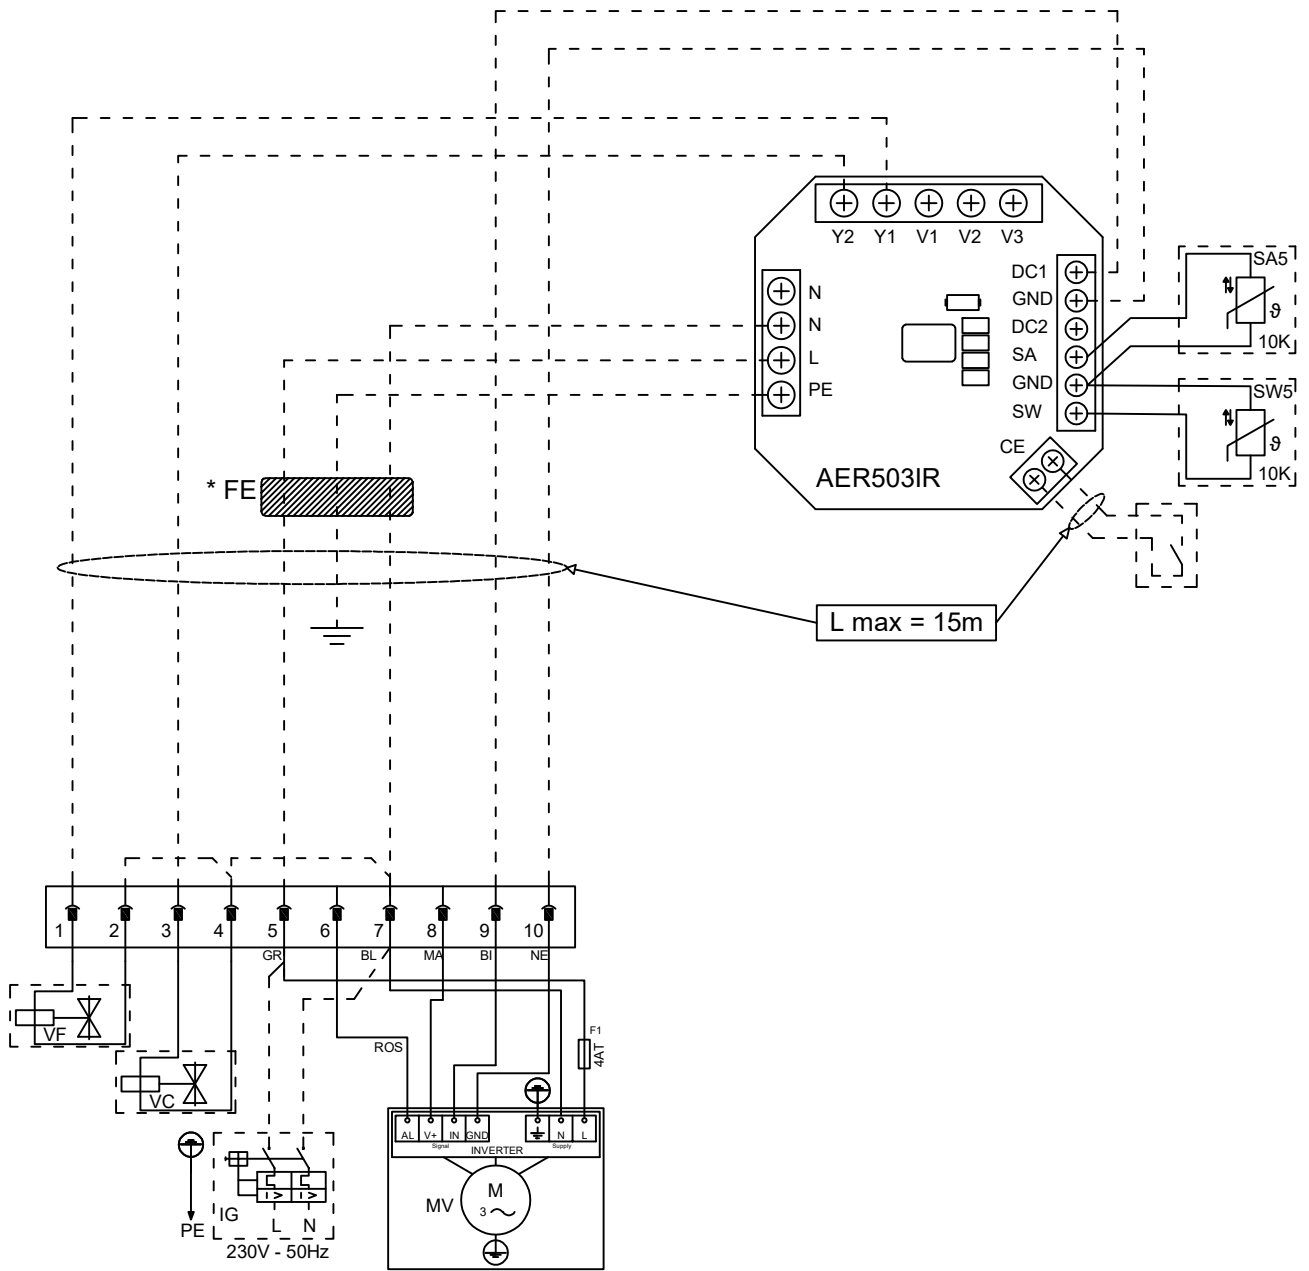 Y2 Y1 V1 V2 V3
N
N
L
PE
DC1
GND
DC2
SA
GND
SW
CE
AER503IR
SA5
ϑ
10K
SW5
ϑ
10K
* FE
L max = 15m
1 2 3 4 5 6 7 8 9 10
GR BL MA BI NE
VF
VC
ROS
F1
4AT
AL V+ IN GND N L
Signal Supply
INVERTER
MV
M
3
IG
L N
PE
230V - 50Hz